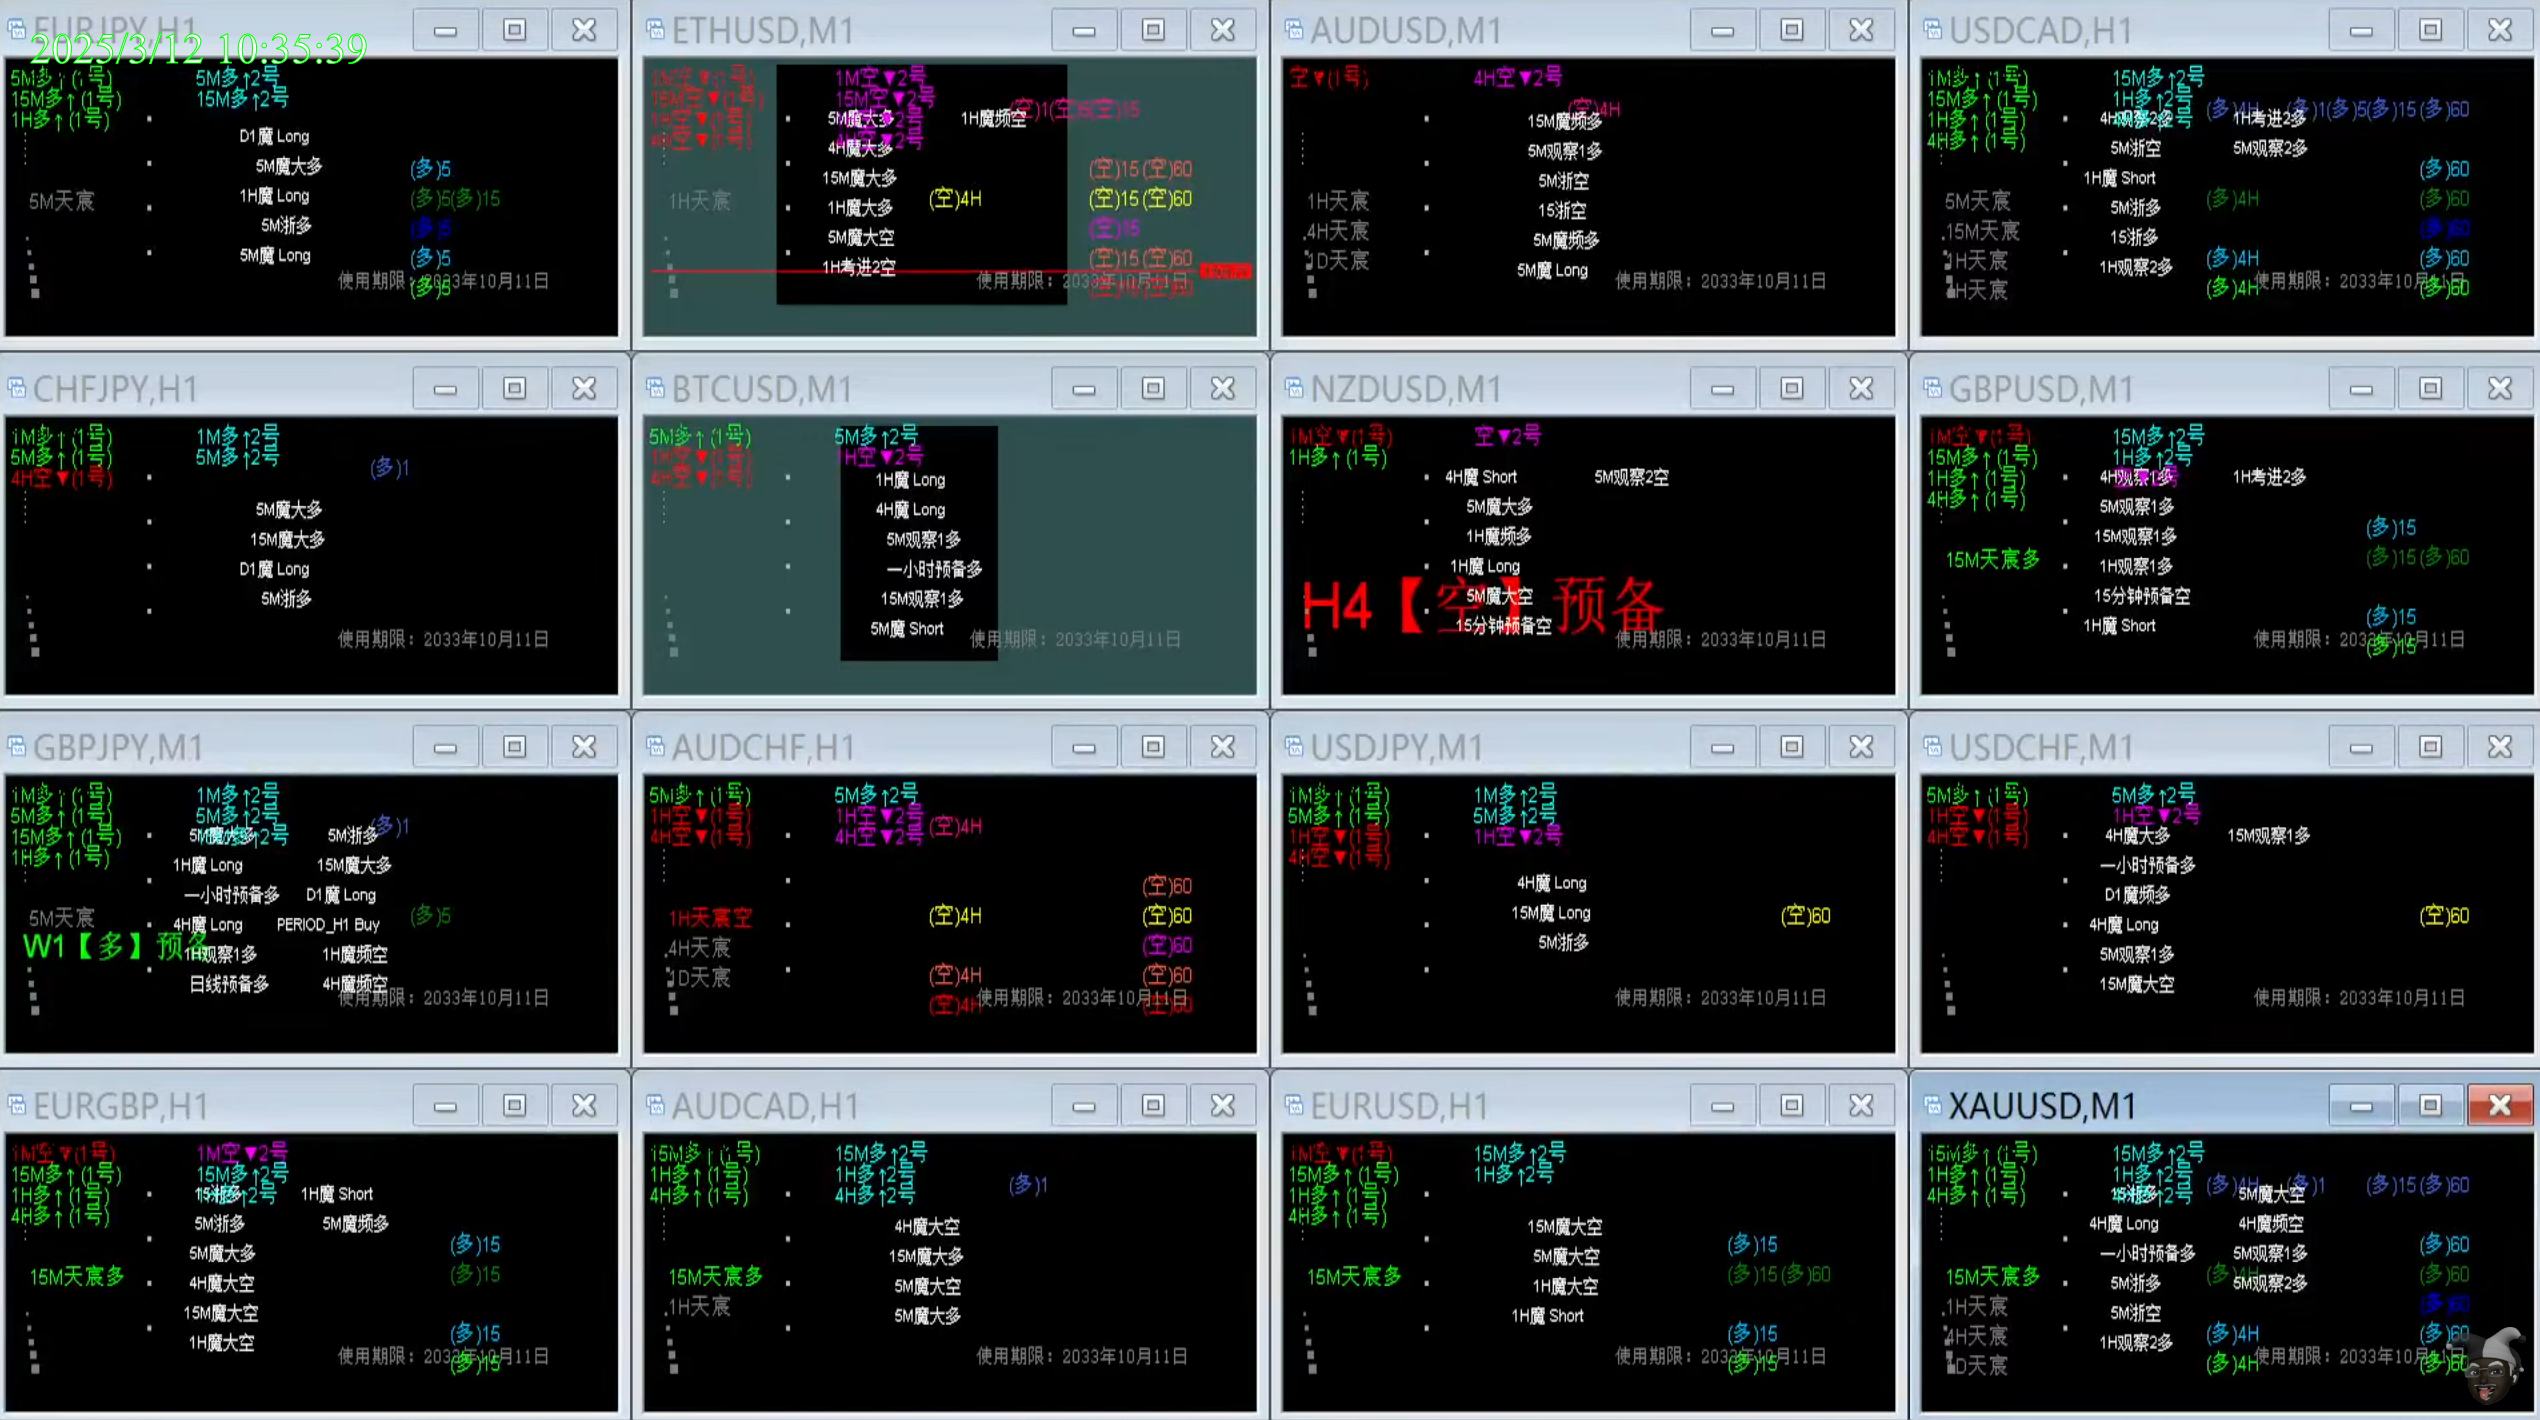 EURJPY,H1
2025/3/12 10:35:39
5M多↑(1号) 5M多↑2号
15M多↑(1号) 15M多↑2号
1H多↑(1号)
D1魔 Long
5M魔大多 (多)5
5M天宸 1H魔 Long (多)5(多)15
5M浙多 (多)5
5M魔 Long (多)5
使用期限：2033年10月11日
(多)5
ETHUSD,M1
1M空▼(1号) 1M空▼2号
15M空▼(1号) 15M空▼2号
1H空▼(1号) 5M魔大多 1H魔频空 (空)15
4H空▼(1号) 4H空▼2号
4H魔大多
15M魔大多 (空)15(空)60
1H天宸 1H魔大多 (空)4H (空)15(空)60
5M魔大空 (空)15
1H考进2空 (空)15(空)60
使用期限：2033年10月11日
AUDUSD,M1
空▼(1号) 4H空▼2号
(空)4H
15M魔频多
5M观察1多
5M浙空
1H天宸 15浙空
4H天宸 5M魔频多
1D天宸 5M魔 Long
使用期限：2033年10月11日
USDCAD,H1
1M多↑(1号) 15M多↑2号
15M多↑(1号) 1H多↑2号 (多)4H (多)1(多)5(多)15(多)60
1H多↑(1号) 4H观察2多 1H考进2多
4H多↑(1号) 5M浙空 5M观察2多
1H魔 Short (多)60
5M天宸 5M浙多 (多)4H (多)60
15M天宸 15浙多 (多)60
1H天宸 1H观察2多 (多)4H (多)60
4H天宸 (多)4H (多)60
使用期限：2033年10月11日
CHFJPY,H1
1M多↑(1号) 1M多↑2号
5M多↑(1号) 5M多↑2号
4H空▼(1号) (多)1
5M魔大多
15M魔大多
D1魔 Long
5M浙多
使用期限：2033年10月11日
BTCUSD,M1
5M多↑(1号) 5M多↑2号
1H空▼(1号) 1H空▼2号
4H空▼(1号) 1H魔 Long
4H魔 Long
5M观察1多
一小时预备多
15M观察1多
5M魔 Short
使用期限：2033年10月11日
NZDUSD,M1
1M空▼(1号) 空▼2号
1H多↑(1号)
4H魔 Short 5M观察2空
5M魔大多
1H魔频多
1H魔 Long
5M魔大空
H4【空】预备
15分钟预备空
使用期限：2033年10月11日
GBPUSD,M1
1M空▼(1号) 15M多↑2号
15M多↑(1号) 1H多↑2号
1H多↑(1号) 4H观察1多 1H考进2多
4H多↑(1号) 5M观察1多
15M观察1多 (多)15
15M天宸多 1H观察1多 (多)15(多)60
15分钟预备空 (多)15
1H魔 Short
使用期限：2033年10月11日
(多)15
GBPJPY,M1
1M多↑(1号) 1M多↑2号
5M多↑(1号) 5M多↑2号 (多)1
15M多↑(1号) 5M魔大多 5M浙多
1H多↑(1号) 1H魔 Long 15M魔大多
一小时预备多 D1魔 Long
5M天宸 4H魔 Long PERIOD_H1 Buy (多)5
W1【多】预备
1H观察1多 1H魔频空
日线预备多 4H魔频空
使用期限：2033年10月11日
AUDCHF,H1
5M多↑(1号) 5M多↑2号
1H空▼(1号) 1H空▼2号 (空)4H
4H空▼(1号) 4H空▼2号
(空)60
1H天宸空 (空)4H (空)60
4H天宸 (空)60
1D天宸 (空)4H (空)60
(空)4H (空)60
使用期限：2033年10月11日
USDJPY,M1
1M多↑(1号) 1M多↑2号
5M多↑(1号) 5M多↑2号
1H空▼(1号) 1H空▼2号
4H空▼(1号)
4H魔 Long
15M魔 Long (空)60
5M浙多
使用期限：2033年10月11日
USDCHF,M1
5M多↑(1号) 5M多↑2号
1H空▼(1号) 1H空▼2号
4H空▼(1号) 4H魔大多 15M观察1多
一小时预备多
D1魔频多
4H魔 Long (空)60
5M观察1多
15M魔大空
使用期限：2033年10月11日
EURGBP,H1
1M空▼(1号) 1M空▼2号
15M多↑(1号) 15M多↑2号
1H多↑(1号) 15浙多 1H魔 Short
4H多↑(1号) 5M浙多 5M魔频多
5M魔大多 (多)15
15M天宸多 4H魔大空 (多)15
15M魔大空
1H魔大空 (多)15
使用期限：2033年10月11日
(多)15
AUDCAD,H1
15M多↑(1号) 15M多↑2号
1H多↑(1号) 1H多↑2号 (多)1
4H多↑(1号) 4H多↑2号
4H魔大空
15M魔大多
15M天宸多 5M魔大空
1H天宸 5M魔大多
使用期限：2033年10月11日
EURUSD,H1
1M空▼(1号) 15M多↑2号
15M多↑(1号) 1H多↑2号
1H多↑(1号)
4H多↑(1号) 15M魔大空
5M魔大空 (多)15
15M天宸多 1H魔大空 (多)15(多)60
1H魔 Short (多)15
使用期限：2033年10月11日
(多)15
XAUUSD,M1
15M多↑(1号) 15M多↑2号
1H多↑(1号) 1H多↑2号 (多)4H (多)1 (多)15(多)60
4H多↑(1号) 15浙多 5M魔大空
4H魔 Long 4H魔频空
一小时预备多 5M观察1多 (多)60
15M天宸多 5M浙多 (多)4H 5M观察2多 (多)60
1H天宸 5M浙空 (多)60
4H天宸 1H观察2多 (多)4H (多)60
1D天宸 (多)4H (多)60
使用期限：2033年10月11日